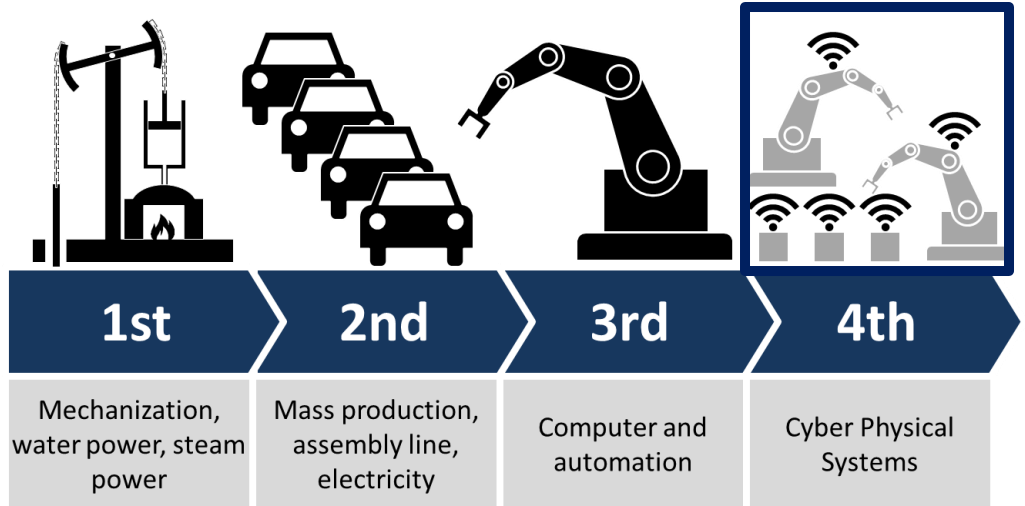 1st
2nd
3rd
4th
Mechanization,
water power, steam
power
Mass production,
assembly line,
electricity
Computer and
automation
Cyber Physical
Systems